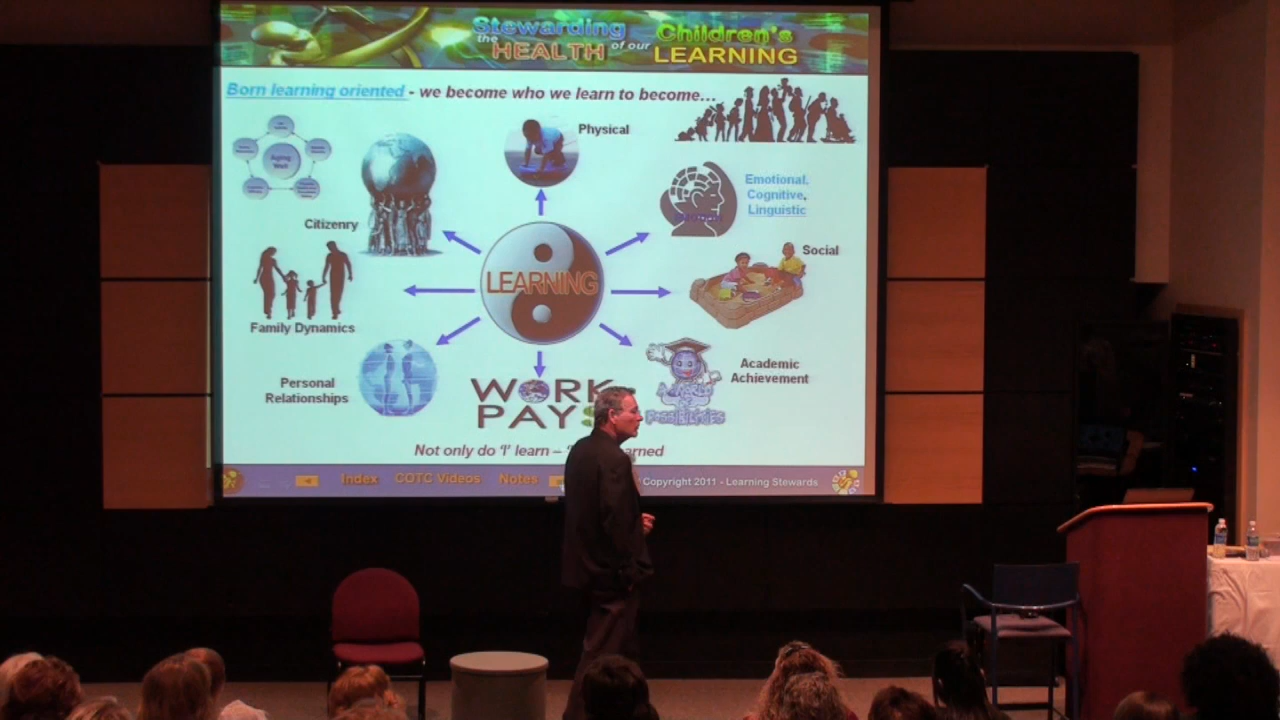 Stewarding the HEALTH of our Children's LEARNING
Born learning oriented - we become who we learn to become...
Physical
Emotional,
Cognitive,
Linguistic
Citizenry
Social
LEARNING
Family Dynamics
Academic
Achievement
Personal
Relationships
WORK
PAYS
Possibilities
Not only do 'I' learn –
Index COTC Videos Notes
Copyright 2011 - Learning Stewards